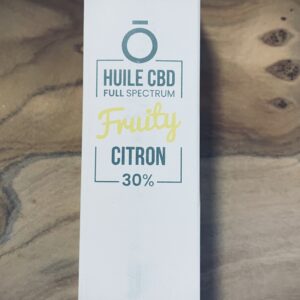 HUILE CBD
FULL SPECTRUM
Fruity
CITRON
30%